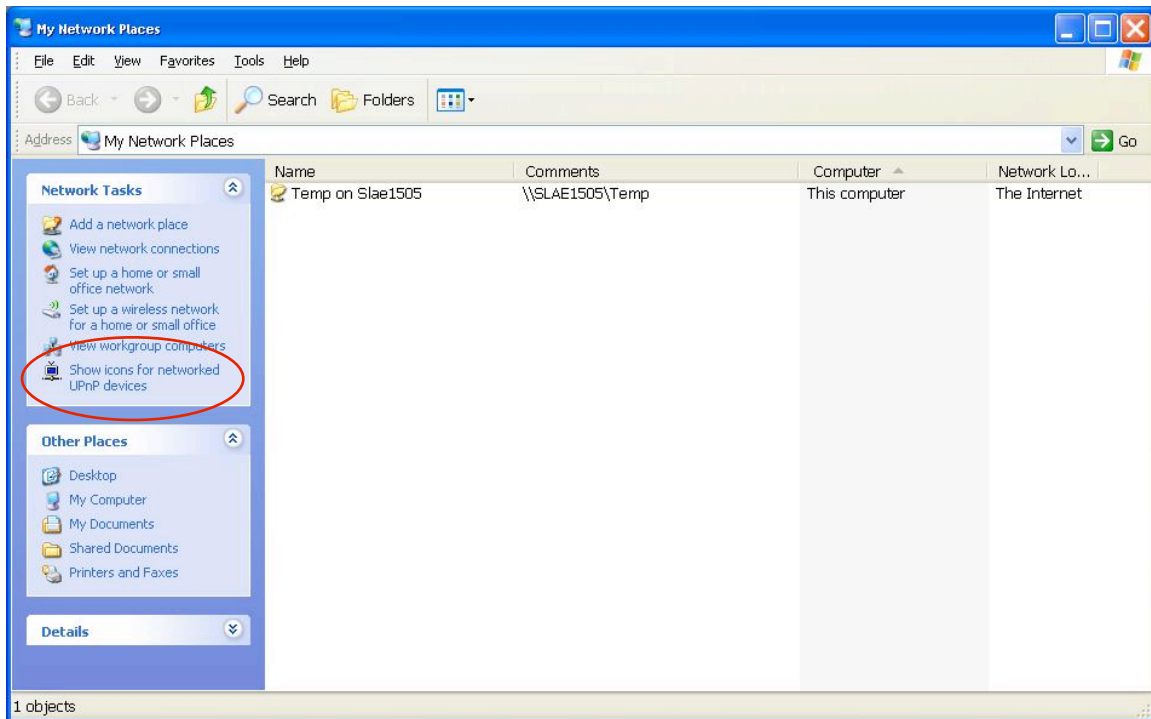 My Network Places
File Edit View Favorites Tools Help
Back Search Folders
Address My Network Places Go
Network Tasks
Add a network place
View network connections
Set up a home or small
office network
Set up a wireless network
for a home or small office
View workgroup computers
Show icons for networked
UPnP devices
Other Places
Desktop
My Computer
My Documents
Shared Documents
Printers and Faxes
Details
Name Comments Computer Network Lo...
Temp on Slae1505 \\SLAE1505\Temp This computer The Internet
1 objects